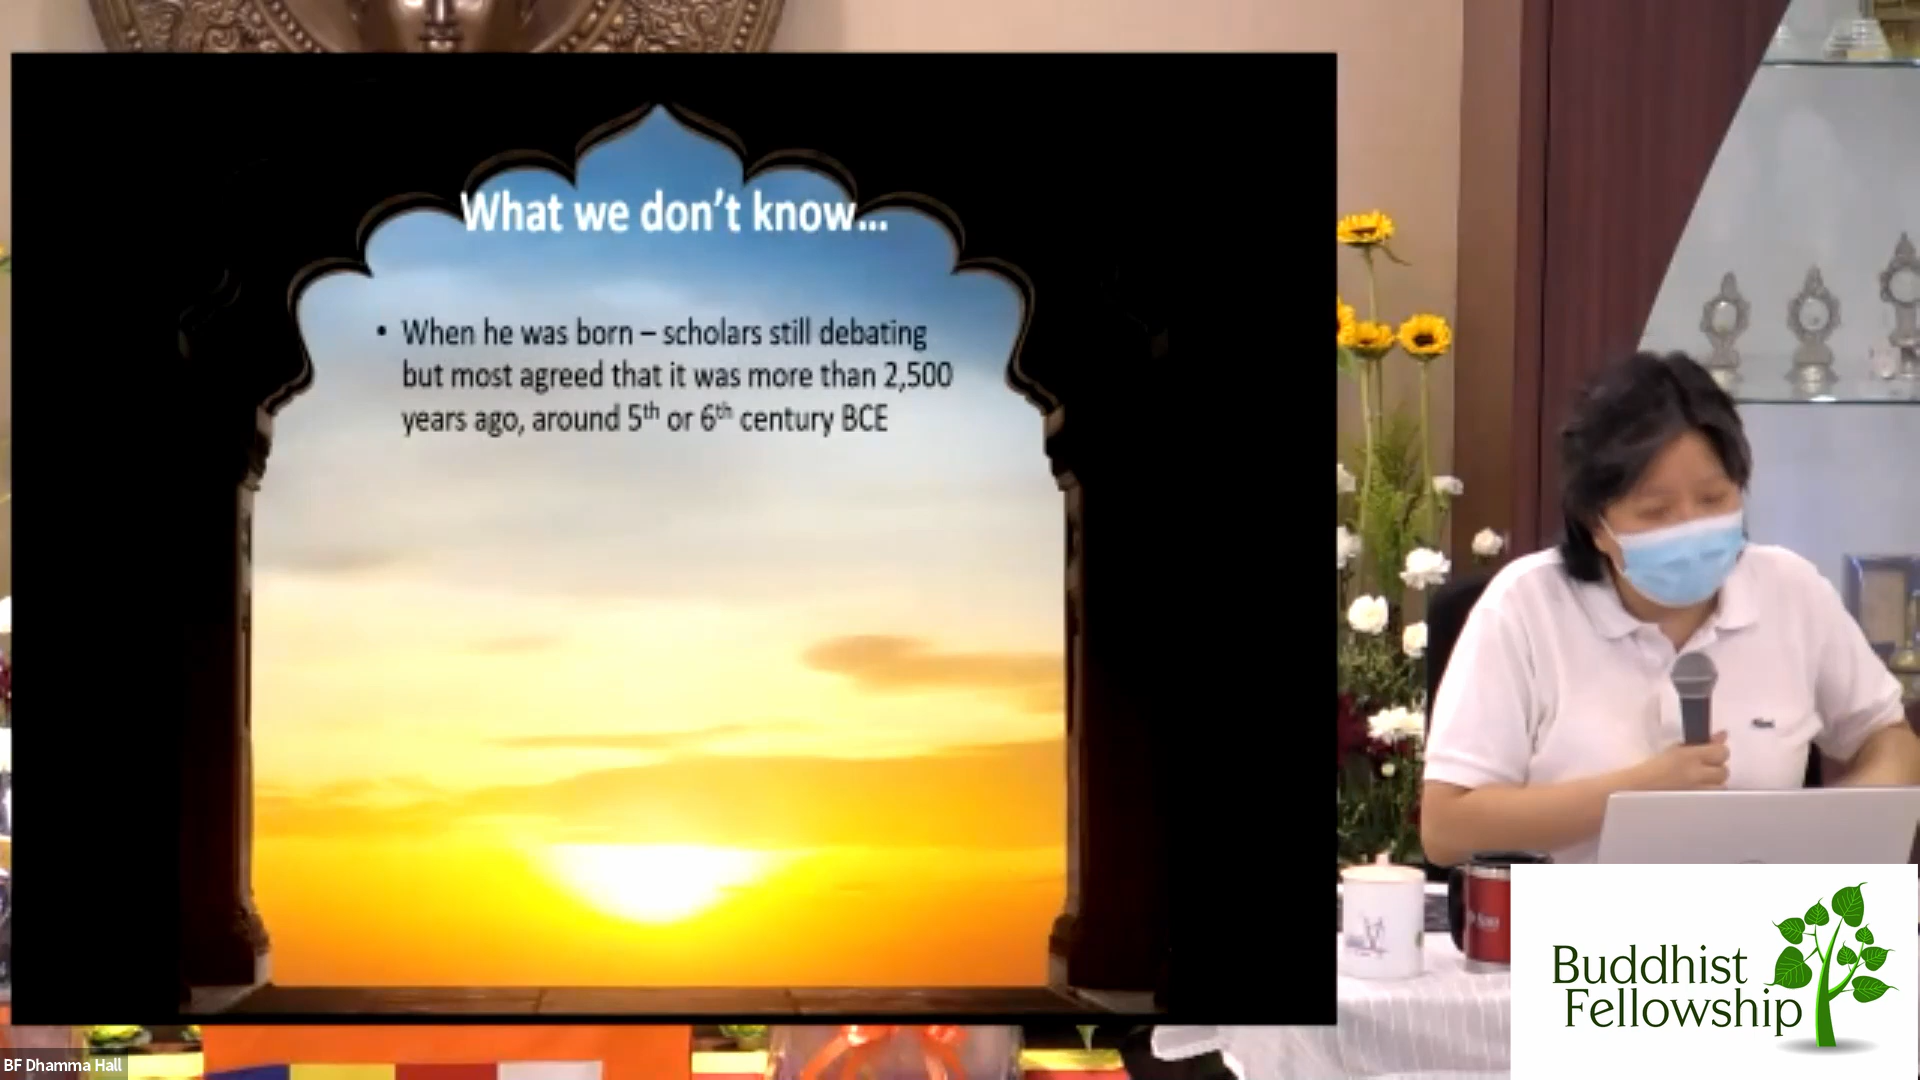 What we don't know...
• When he was born – scholars still debating
but most agreed that it was more than 2,500
years ago, around 5th or 6th century BCE
BF Dhamma Hall
Buddhist
Fellowship